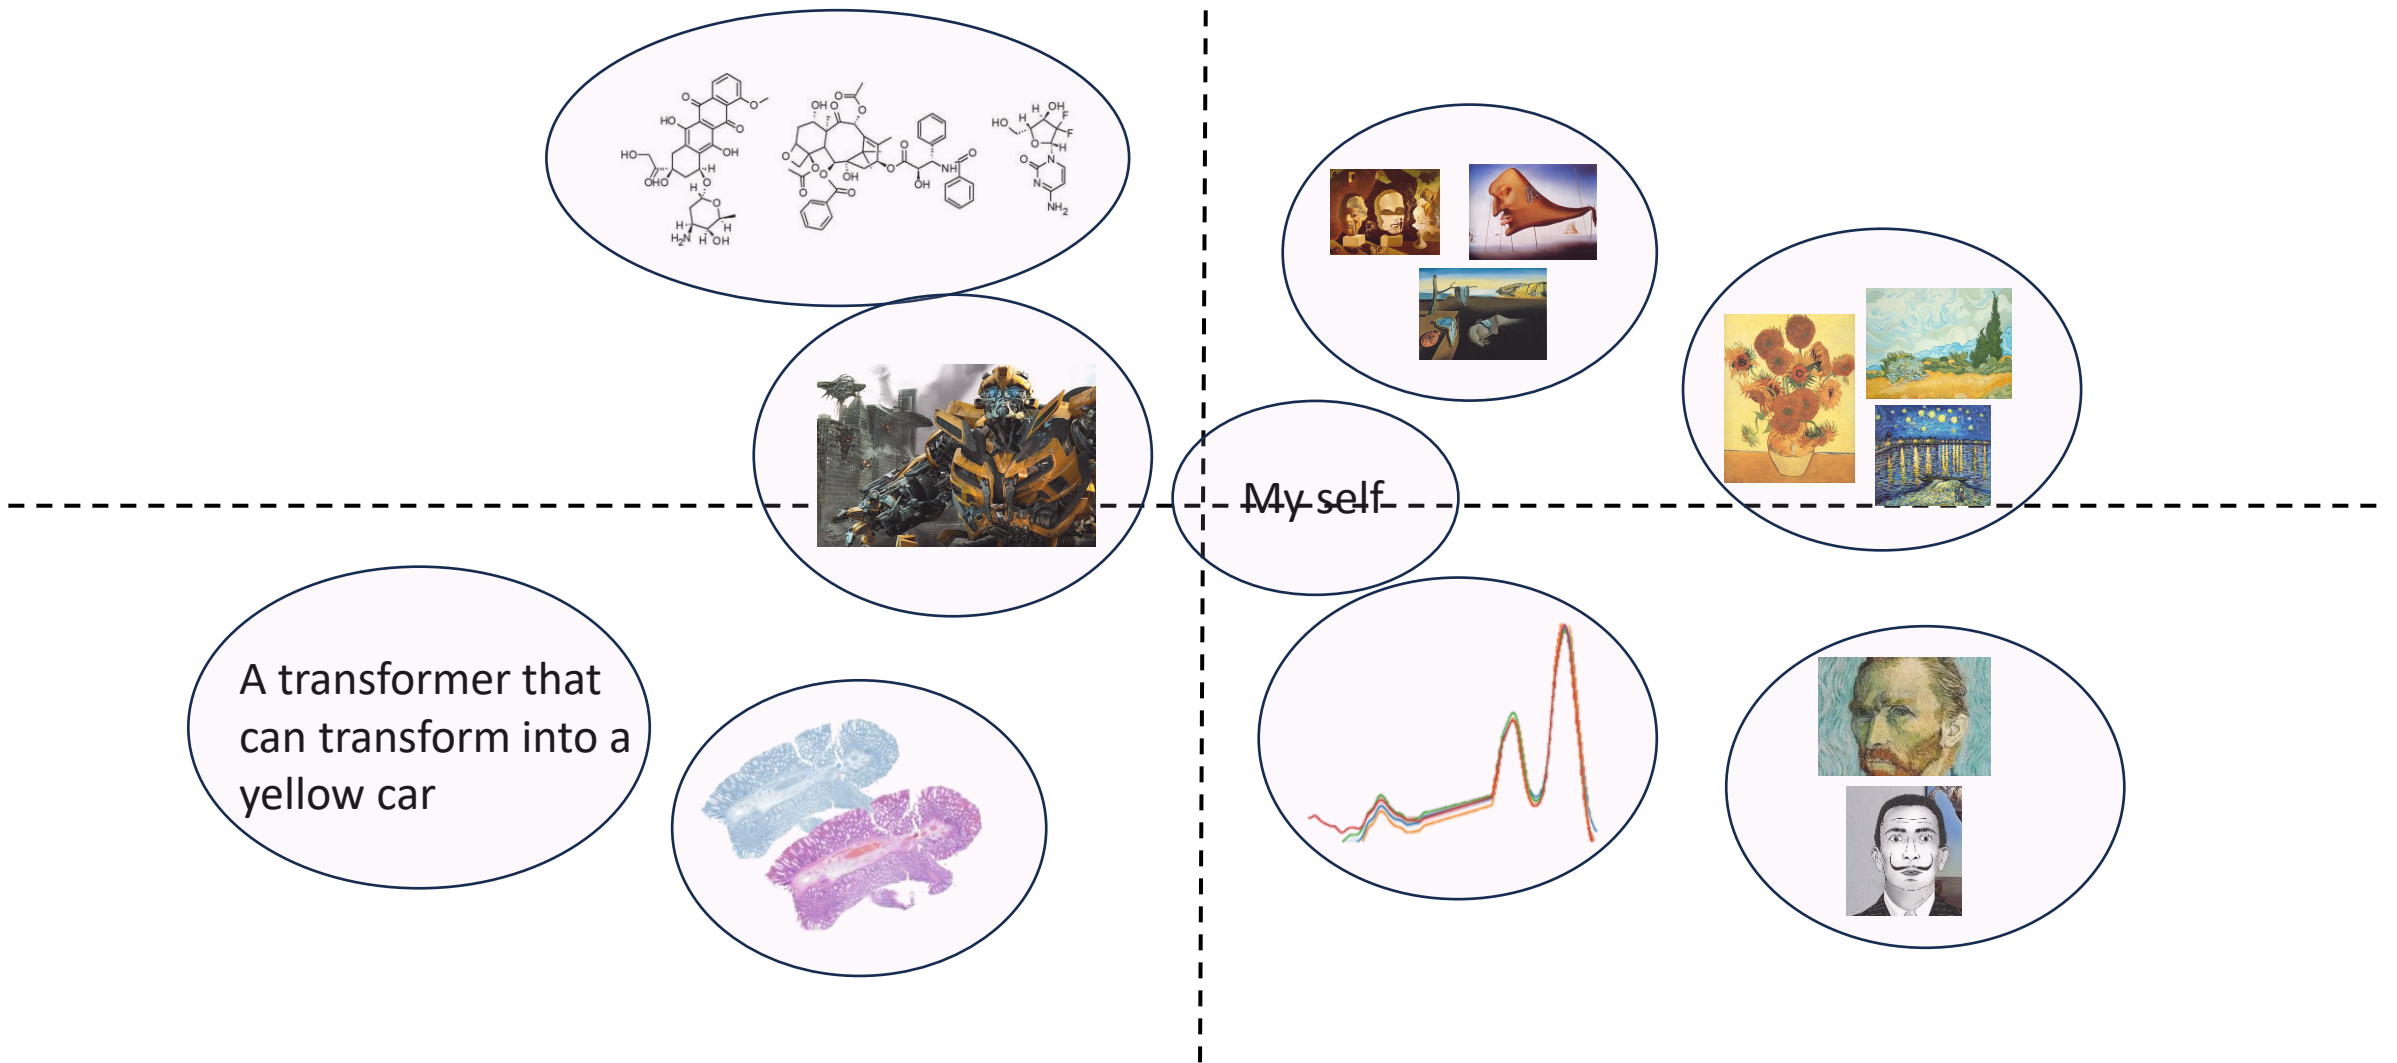 My self
A transformer that
can transform into a
yellow car